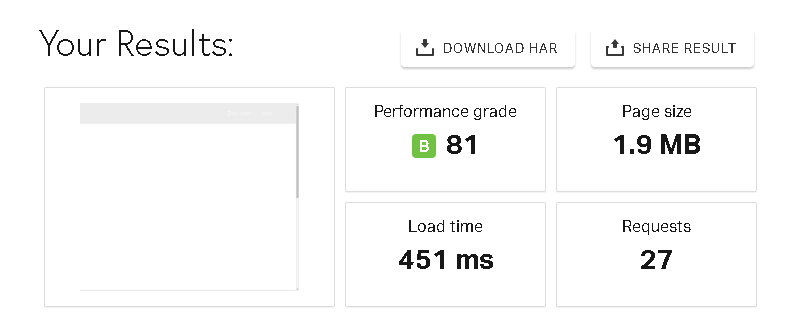 Your Results:
DOWNLOAD HAR
SHARE RESULT
Performance grade
B 81
Page size
1.9 MB
Load time
451 ms
Requests
27